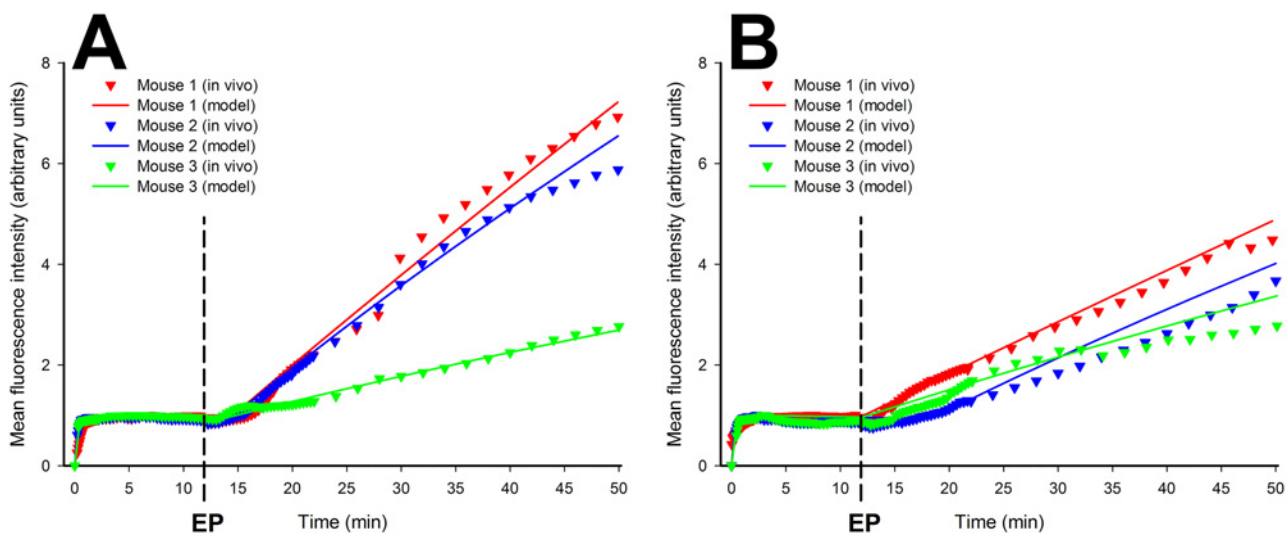 A
Mean fluorescence intensity (arbitrary units)
8
6
4
2
0
Mouse 1 (in vivo)
Mouse 1 (model)
Mouse 2 (in vivo)
Mouse 2 (model)
Mouse 3 (in vivo)
Mouse 3 (model)
0 5 10 15 20 25 30 35 40 45 50
EP
Time (min)
B
Mean fluorescence intensity (arbitrary units)
8
6
4
2
0
Mouse 1 (in vivo)
Mouse 1 (model)
Mouse 2 (in vivo)
Mouse 2 (model)
Mouse 3 (in vivo)
Mouse 3 (model)
0 5 10 15 20 25 30 35 40 45 50
EP
Time (min)